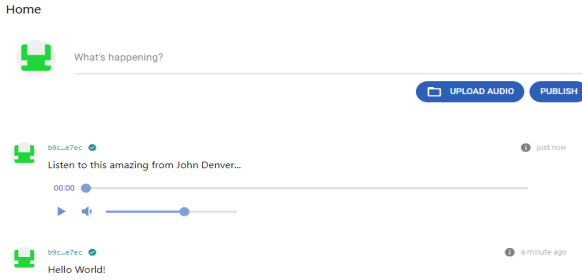 Home
What's happening?
UPLOAD AUDIO PUBLISH
b9c…e7ec just now
Listen to this amazing from John Denver...
00:00
b9c…e7ec a minute ago
Hello World!